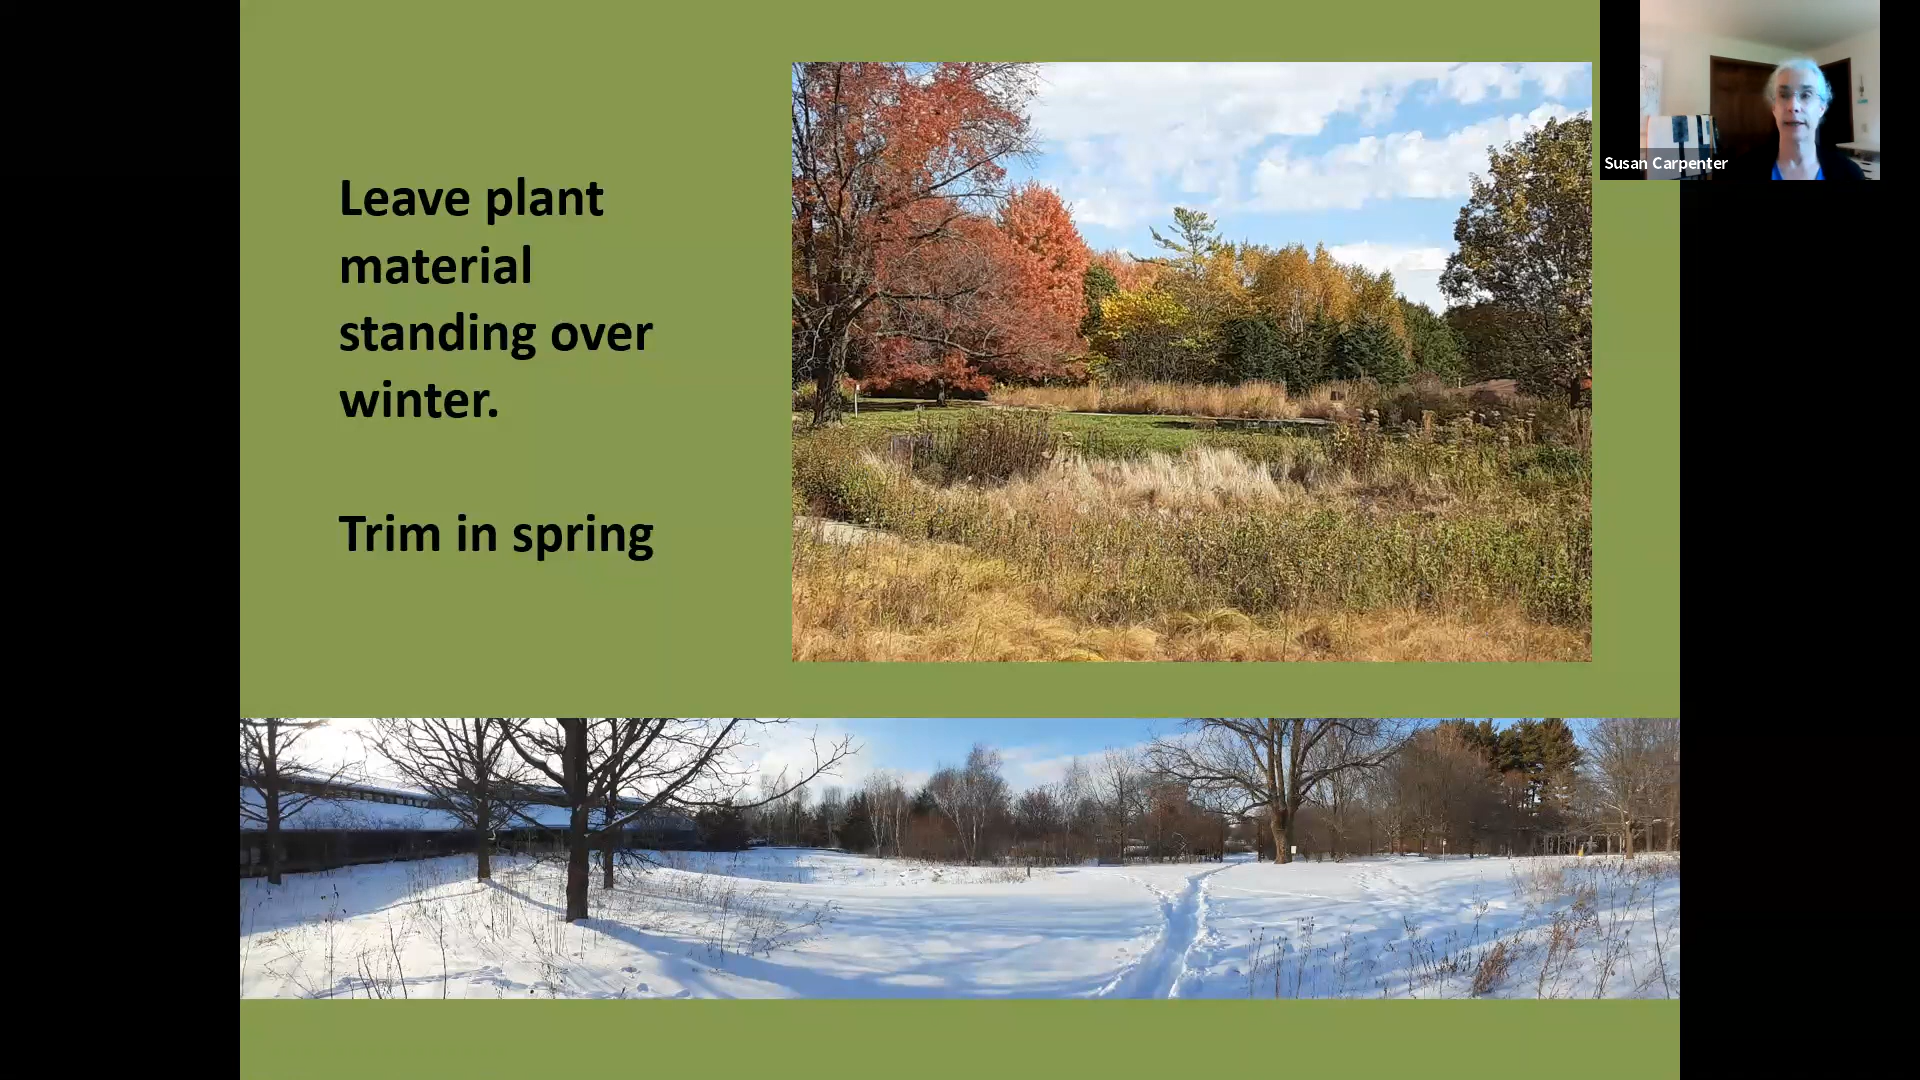 Leave plant
material
standing over
winter.
Trim in spring
Susan Carpenter